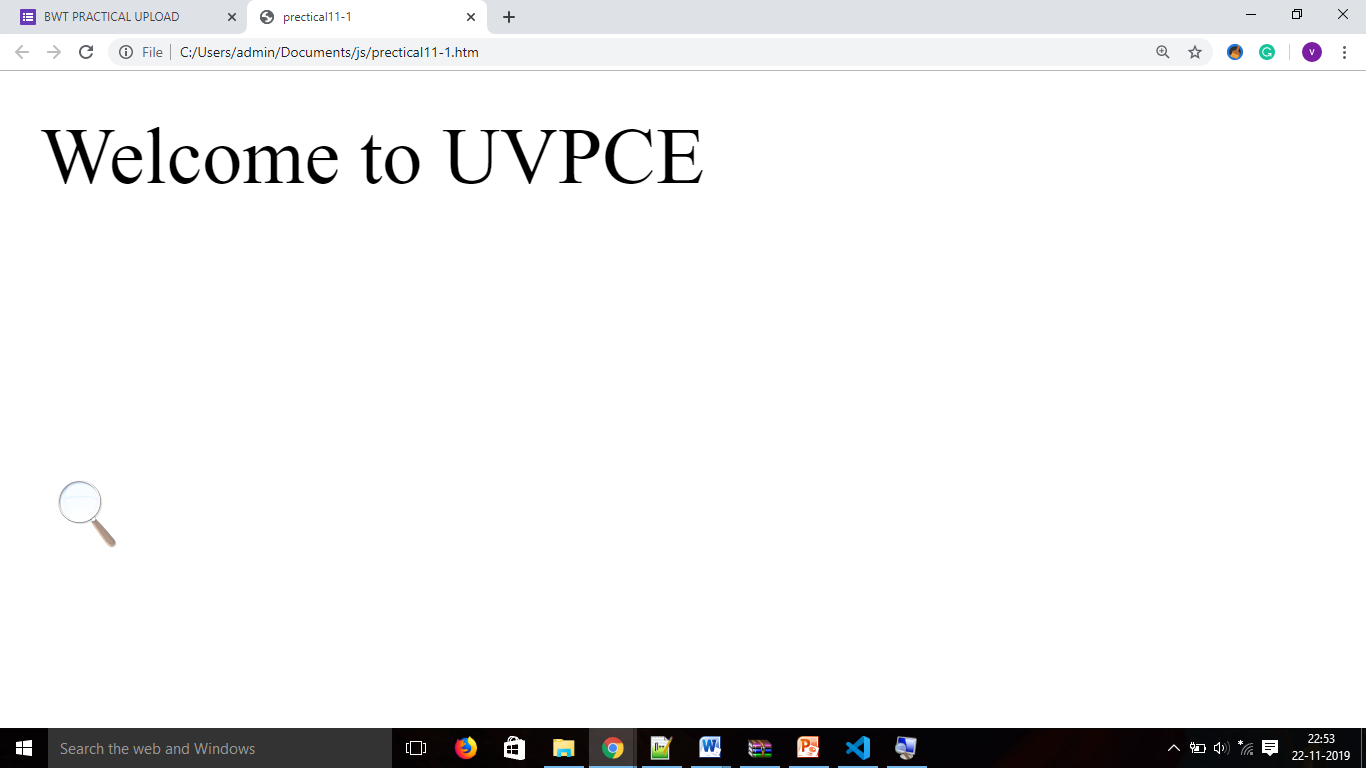 BWT PRACTICAL UPLOAD
prectical11-1
File
C:/Users/admin/Documents/js/prectical11-1.htm
V
Welcome to UVPCE
Search the web and Windows
22:53
22-11-2019